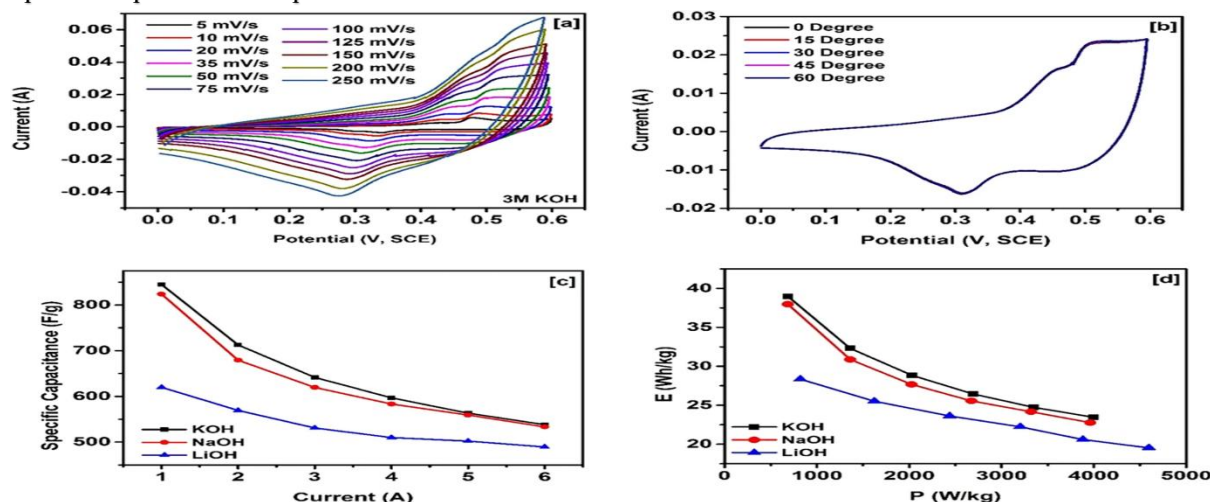 5 mV/s
10 mV/s
20 mV/s
35 mV/s
50 mV/s
75 mV/s
100 mV/s
125 mV/s
150 mV/s
200 mV/s
250 mV/s
[a]
3M KOH
Current (A)
0.06
0.04
0.02
0.00
-0.02
-0.04
0.0 0.1 0.2 0.3 0.4 0.5 0.6
Potential (V, SCE)
0 Degree
15 Degree
30 Degree
45 Degree
60 Degree
[b]
Current (A)
0.03
0.02
0.01
0.00
-0.01
-0.02
0.0 0.1 0.2 0.3 0.4 0.5 0.6
Potential (V, SCE)
[c]
Specific Capacitance (F/g)
800
700
600
500
KOH
NaOH
LiOH
1 2 3 4 5 6
Current (A)
[d]
E (Wh/kg)
40
35
30
25
20
KOH
NaOH
LiOH
0 1000 2000 3000 4000 5000
P (W/kg)